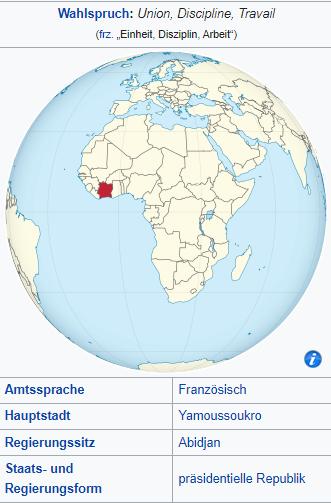 Wahlspruch: Union, Discipline, Travail
(frz. „Einheit, Disziplin, Arbeit“)
i
Amtssprache Französisch
Hauptstadt Yamoussoukro
Regierungssitz Abidjan
Staats- und
Regierungsform präsidentielle Republik